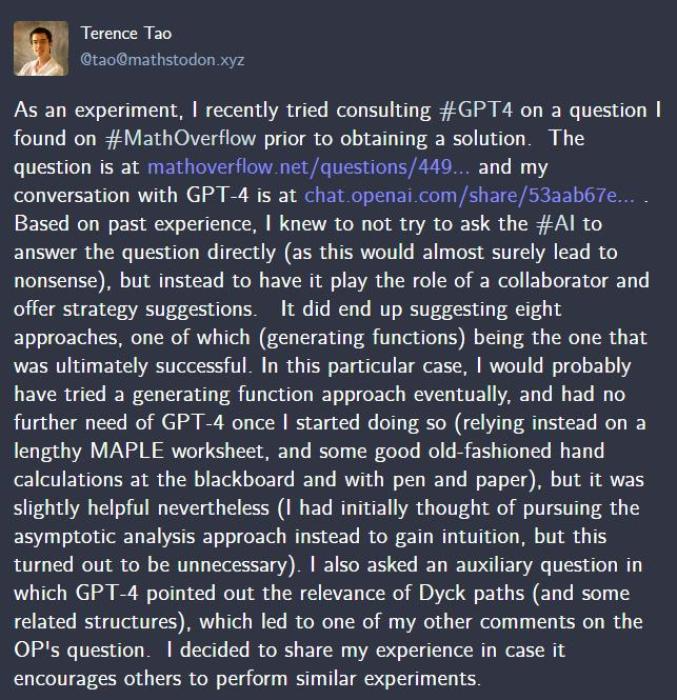 Terence Tao
@tao@mathstodon.xyz
As an experiment, I recently tried consulting #GPT4 on a question I
found on #MathOverflow prior to obtaining a solution.  The
question is at mathoverflow.net/questions/449... and my
conversation with GPT-4 is at chat.openai.com/share/53aab67e... .
Based on past experience, I knew to not try to ask the #AI to
answer the question directly (as this would almost surely lead to
nonsense), but instead to have it play the role of a collaborator and
offer strategy suggestions.   It did end up suggesting eight
approaches, one of which (generating functions) being the one that
was ultimately successful. In this particular case, I would probably
have tried a generating function approach eventually, and had no
further need of GPT-4 once I started doing so (relying instead on a
lengthy MAPLE worksheet, and some good old-fashioned hand
calculations at the blackboard and with pen and paper), but it was
slightly helpful nevertheless (I had initially thought of pursuing the
asymptotic analysis approach instead to gain intuition, but this
turned out to be unnecessary). I also asked an auxiliary question in
which GPT-4 pointed out the relevance of Dyck paths (and some
related structures), which led to one of my other comments on the
OP's question.  I decided to share my experience in case it
encourages others to perform similar experiments.